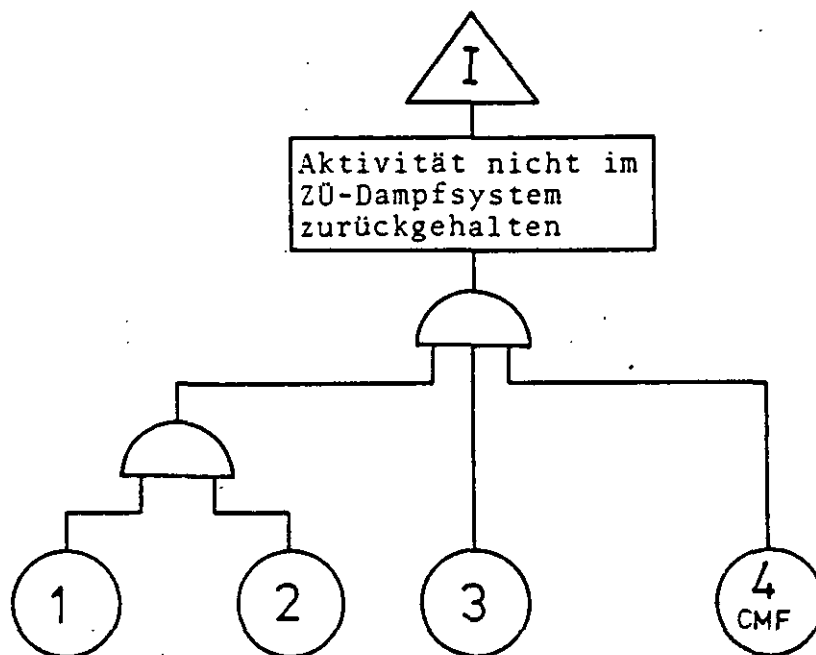 I
Aktivität nicht im
ZÜ-Dampfsystem
zurückgehalten
1
2
3
4
CMF